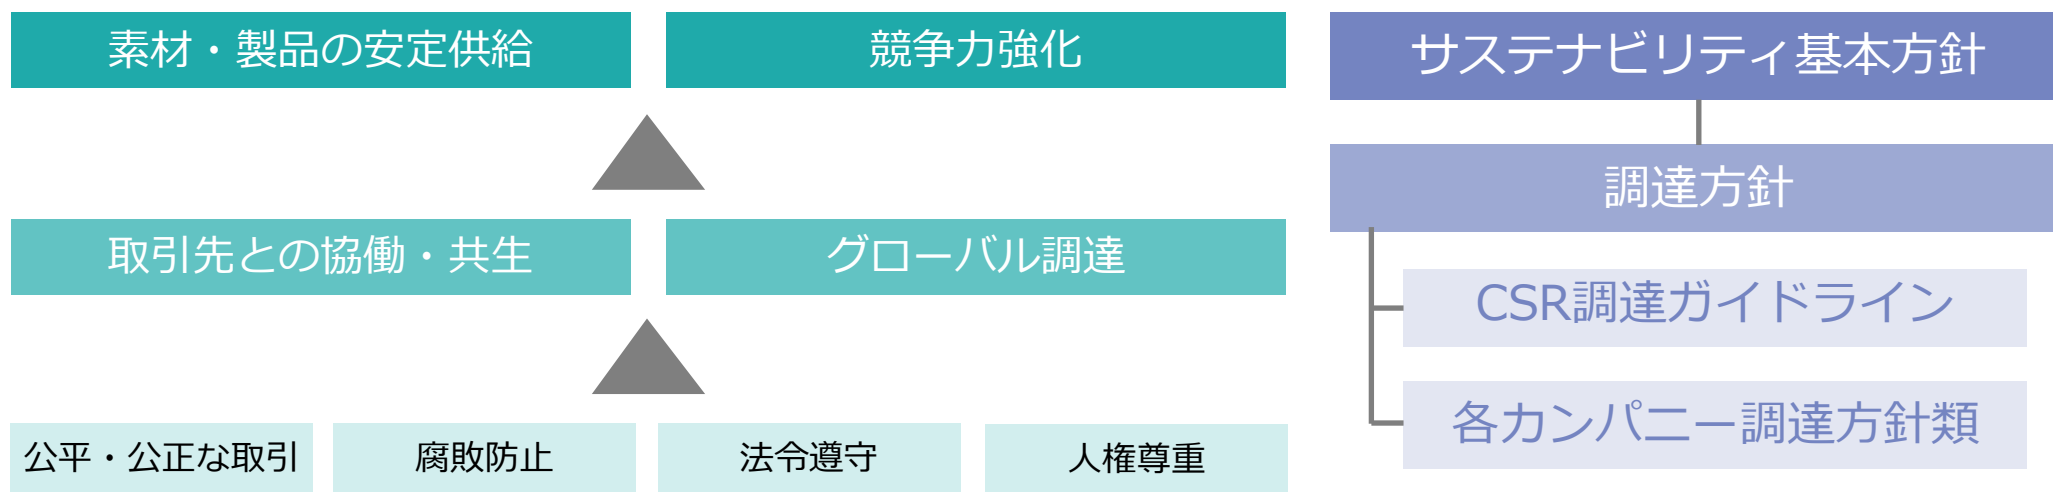 素材・製品の安定供給
競争力強化
取引先との協働・共生
グローバル調達
公平・公正な取引
腐敗防止
法令遵守
人権尊重
サステナビリティ基本方針
調達方針
CSR調達ガイドライン
各カンパニー調達方針類